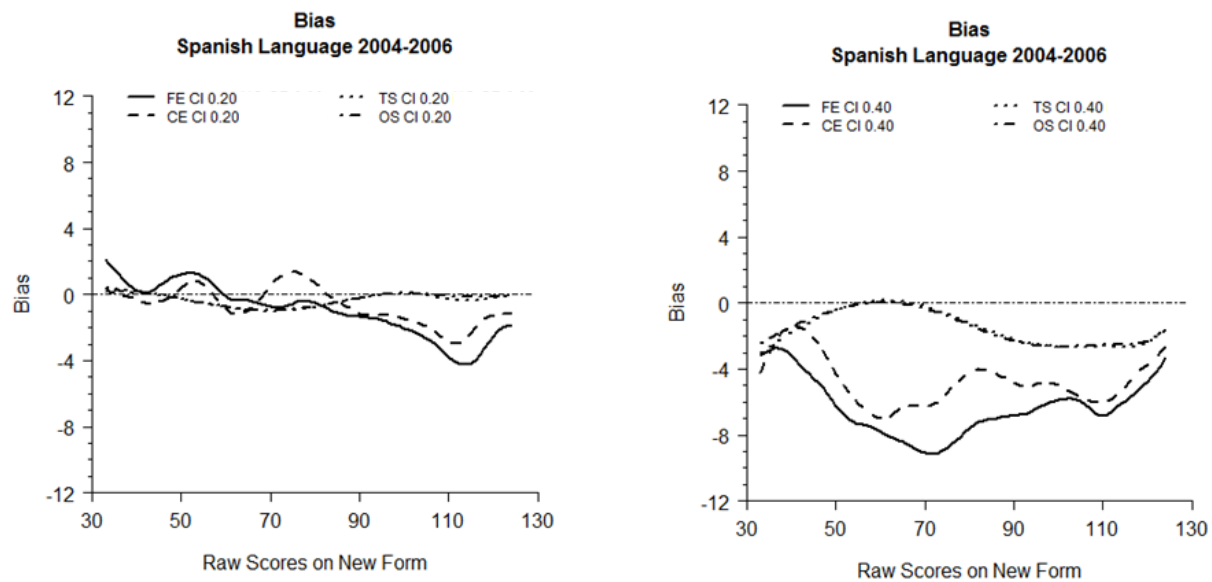 Bias
Spanish Language 2004-2006
FE CI 0.20
TS CI 0.20
CE CI 0.20
OS CI 0.20
12
8
4
0
-4
-8
-12
Bias
30
50
70
90
110
130
Raw Scores on New Form
Bias
Spanish Language 2004-2006
FE CI 0.40
TS CI 0.40
CE CI 0.40
OS CI 0.40
12
8
4
0
-4
-8
-12
Bias
30
50
70
90
110
130
Raw Scores on New Form